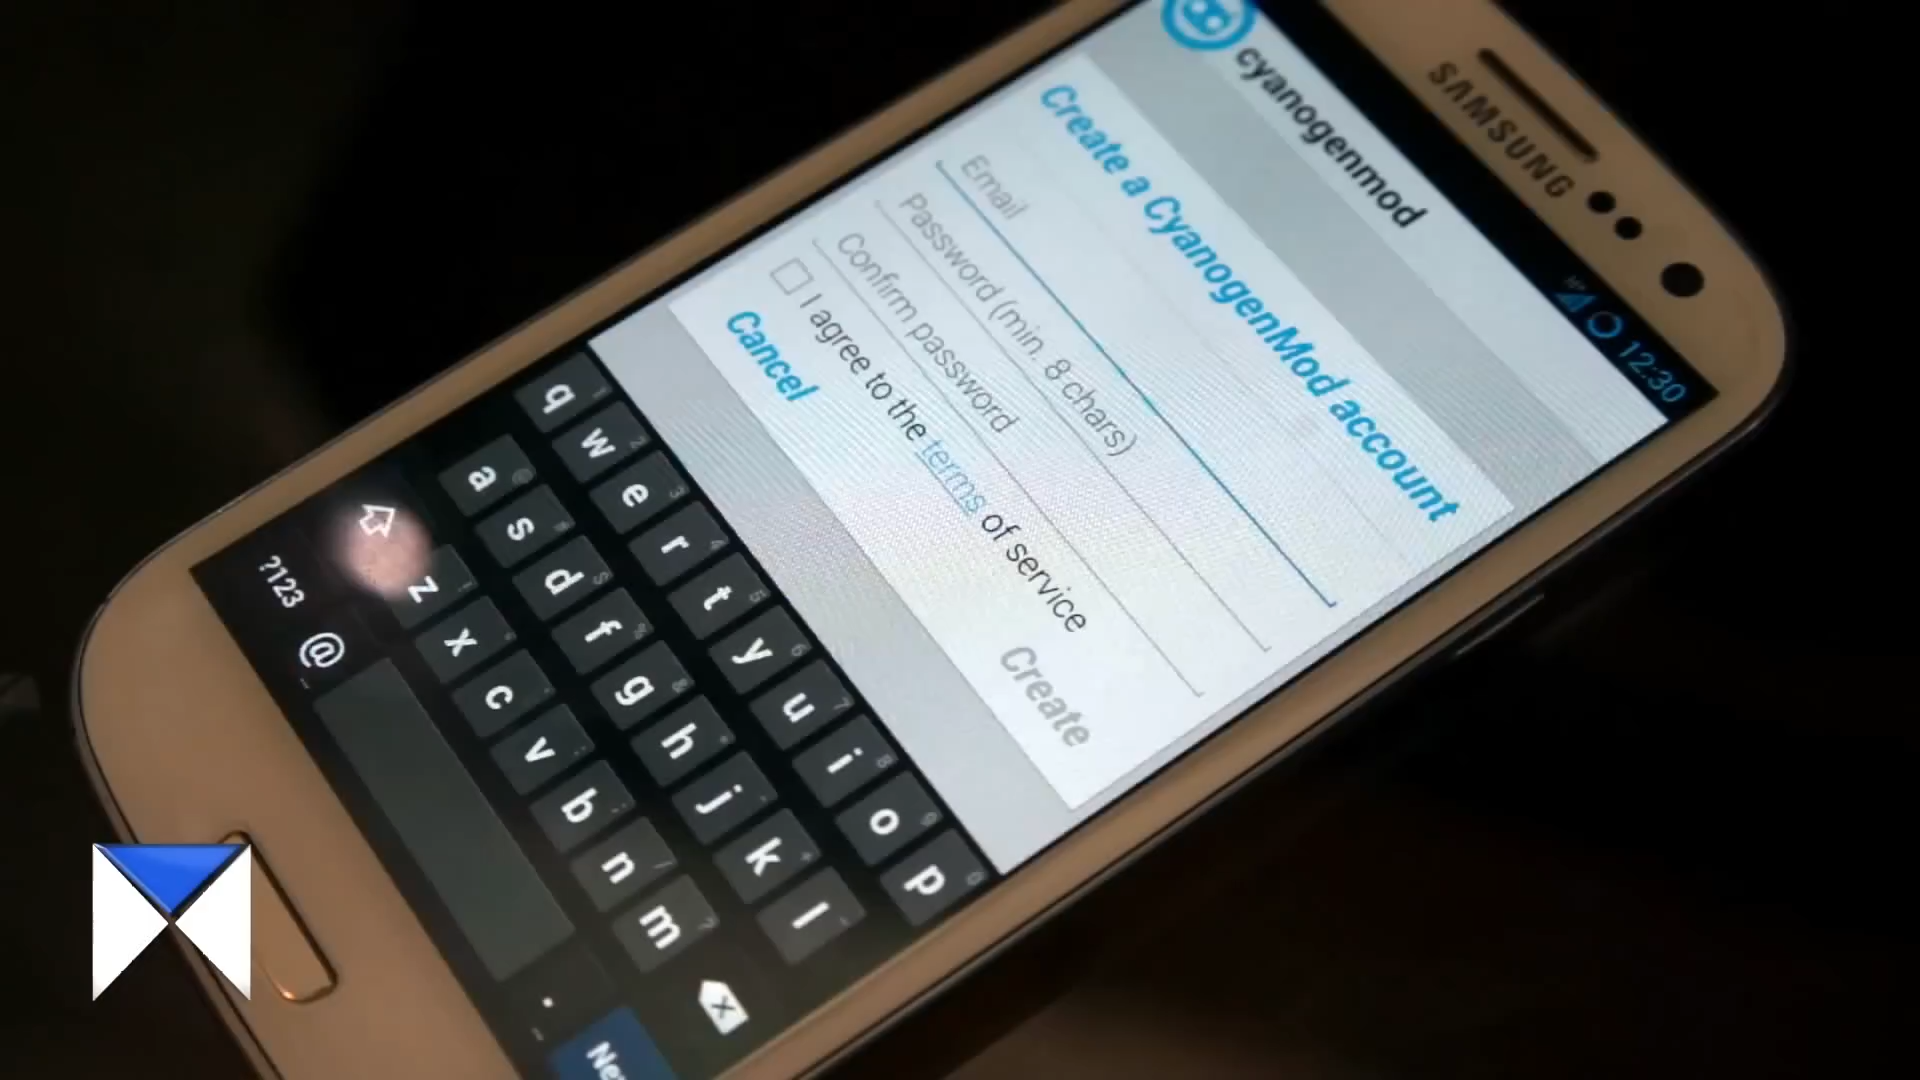 SAMSUNG
12:30
cyanogenmod
Create a CyanogenMod account
Email
Password (min. 8 chars)
Confirm password
I agree to the terms of service
Cancel
Create
q w e r t y u i o p
a s d f g h j k l
z x c v b n m
?123 @ .